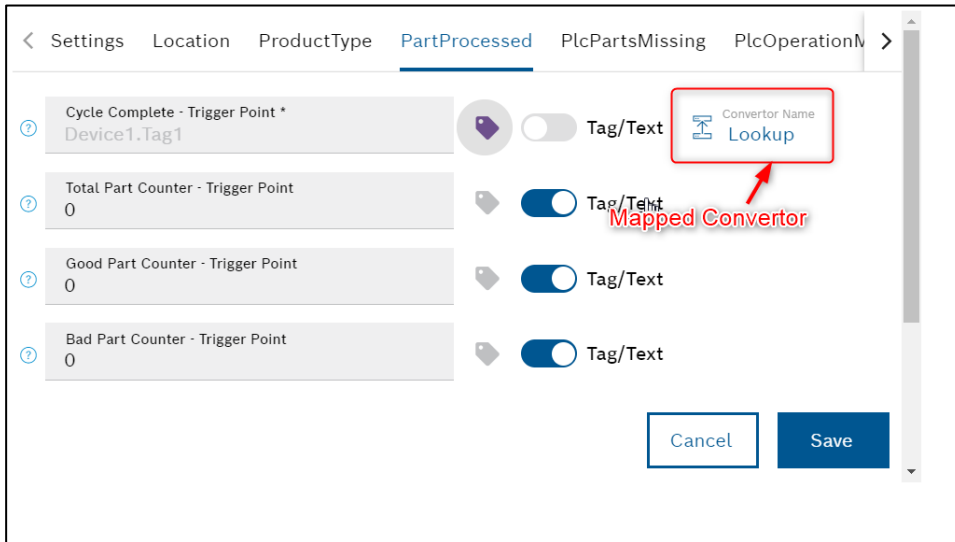 Settings Location ProductType PartProcessed PlcPartsMissing PlcOperationM
Cycle Complete - Trigger Point *
Device1.Tag1
Tag/Text
Convertor Name
Lookup
Total Part Counter - Trigger Point
0
Tag/Text
Mapped Convertor
Good Part Counter - Trigger Point
0
Tag/Text
Bad Part Counter - Trigger Point
0
Tag/Text
Cancel
Save